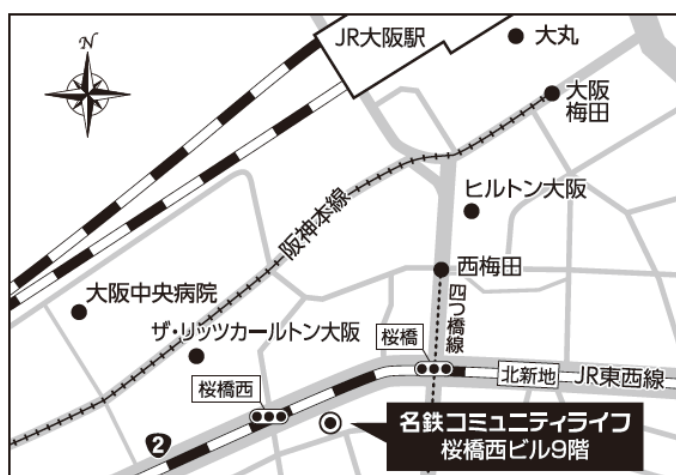 N
JR大阪駅
大丸
大阪
梅田
ヒルトン大阪
阪神本線
西梅田
四つ橋線
大阪中央病院
ザ・リッツカールトン大阪
桜橋
北新地
JR東西線
桜橋西
2
名鉄コミュニティライフ
桜橋西ビル9階